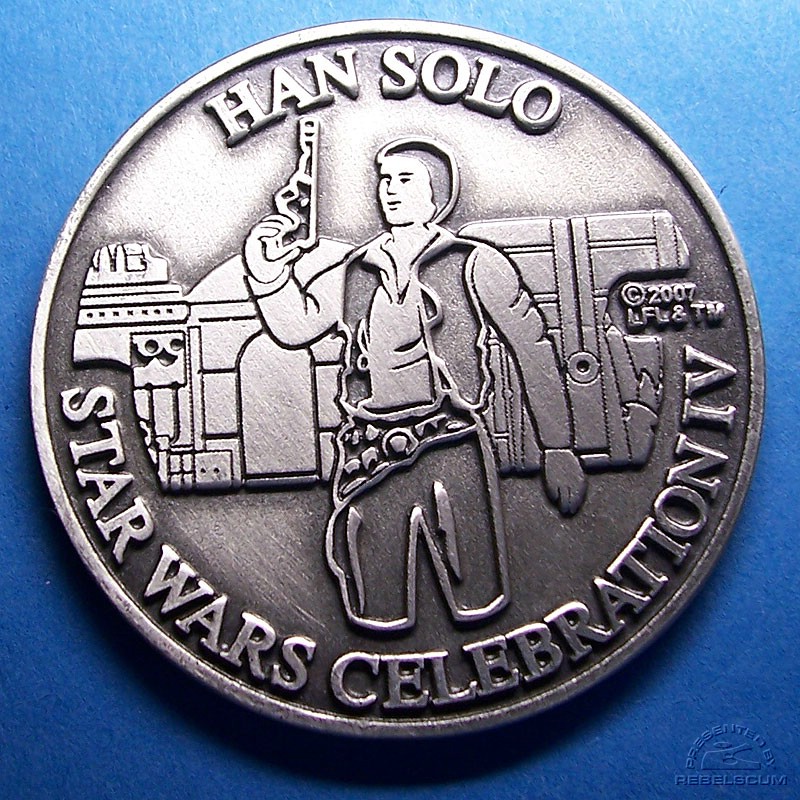 HAN SOLO
© 2007
LFL & TM
STAR WARS CELEBRATION IV
PRESENTED BY
REBELSCUM